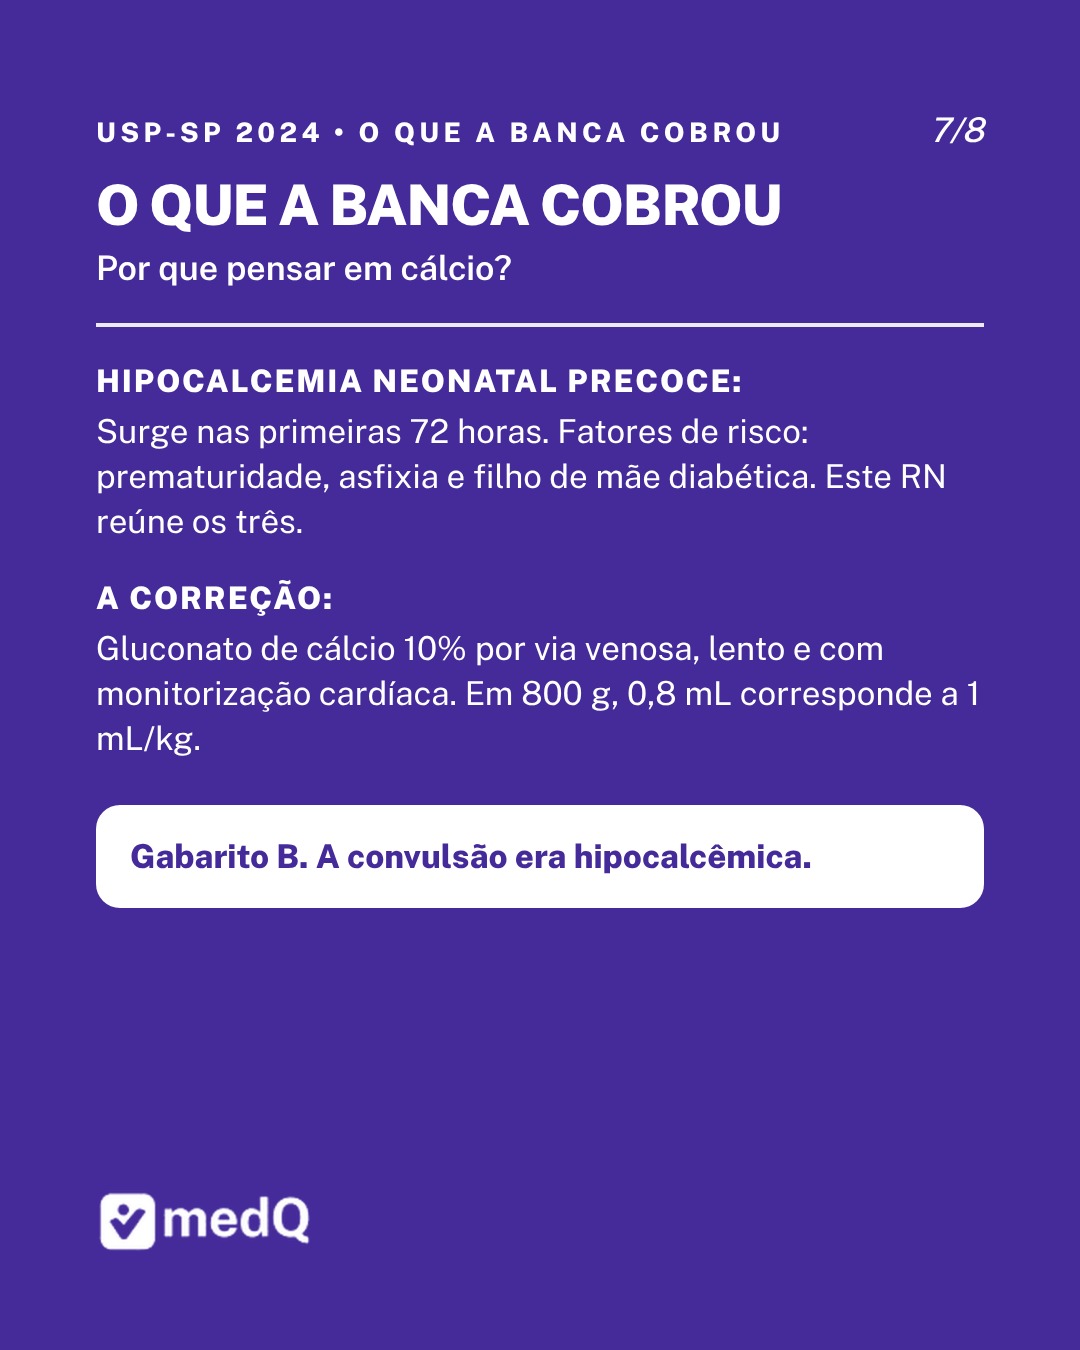 USP-SP 2024 • O QUE A BANCA COBROU
7/8
O QUE A BANCA COBROU
Por que pensar em cálcio?
HIPOCALCEMIA NEONATAL PRECOCE:
Surge nas primeiras 72 horas. Fatores de risco:
prematuridade, asfixia e filho de mãe diabética. Este RN
reúne os três.
A CORREÇÃO:
Gluconato de cálcio 10% por via venosa, lento e com
monitorização cardíaca. Em 800 g, 0,8 mL corresponde a 1
mL/kg.
Gabarito B. A convulsão era hipocalcêmica.
medQ